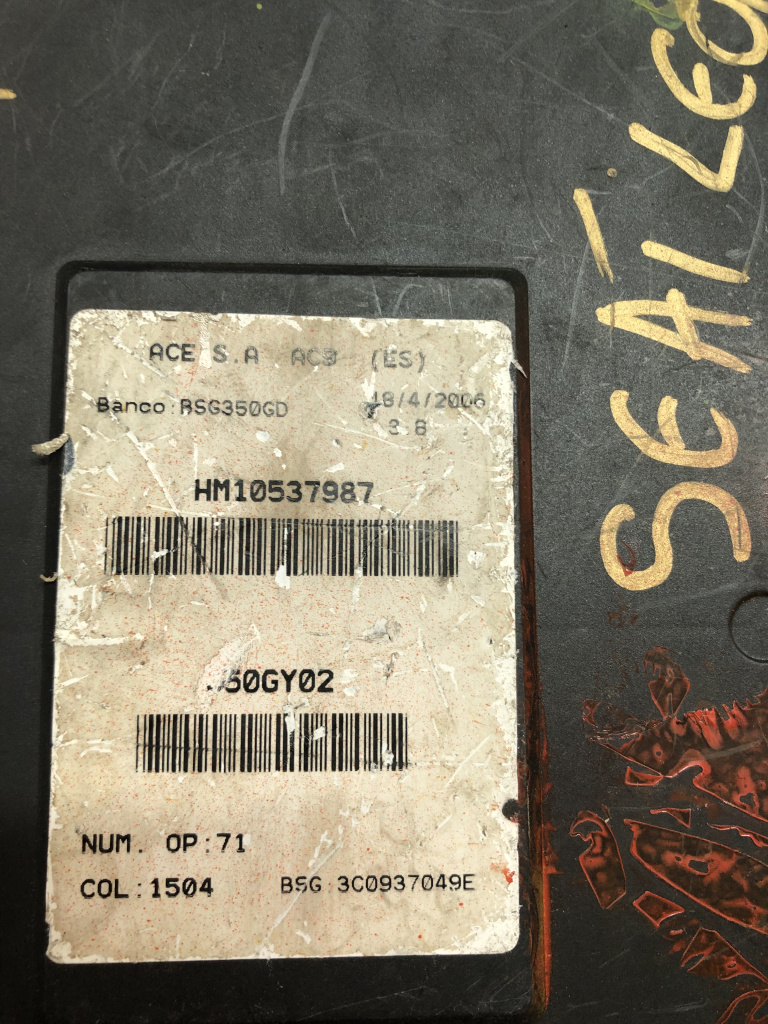 ACE S.A ACB (ES)
Banco:BSG350GD 18/4/2006
3.8
HM10537987
50GY02
NUM. OP:71
COL:1504 BSG:3C0937049E
SEAT LEON